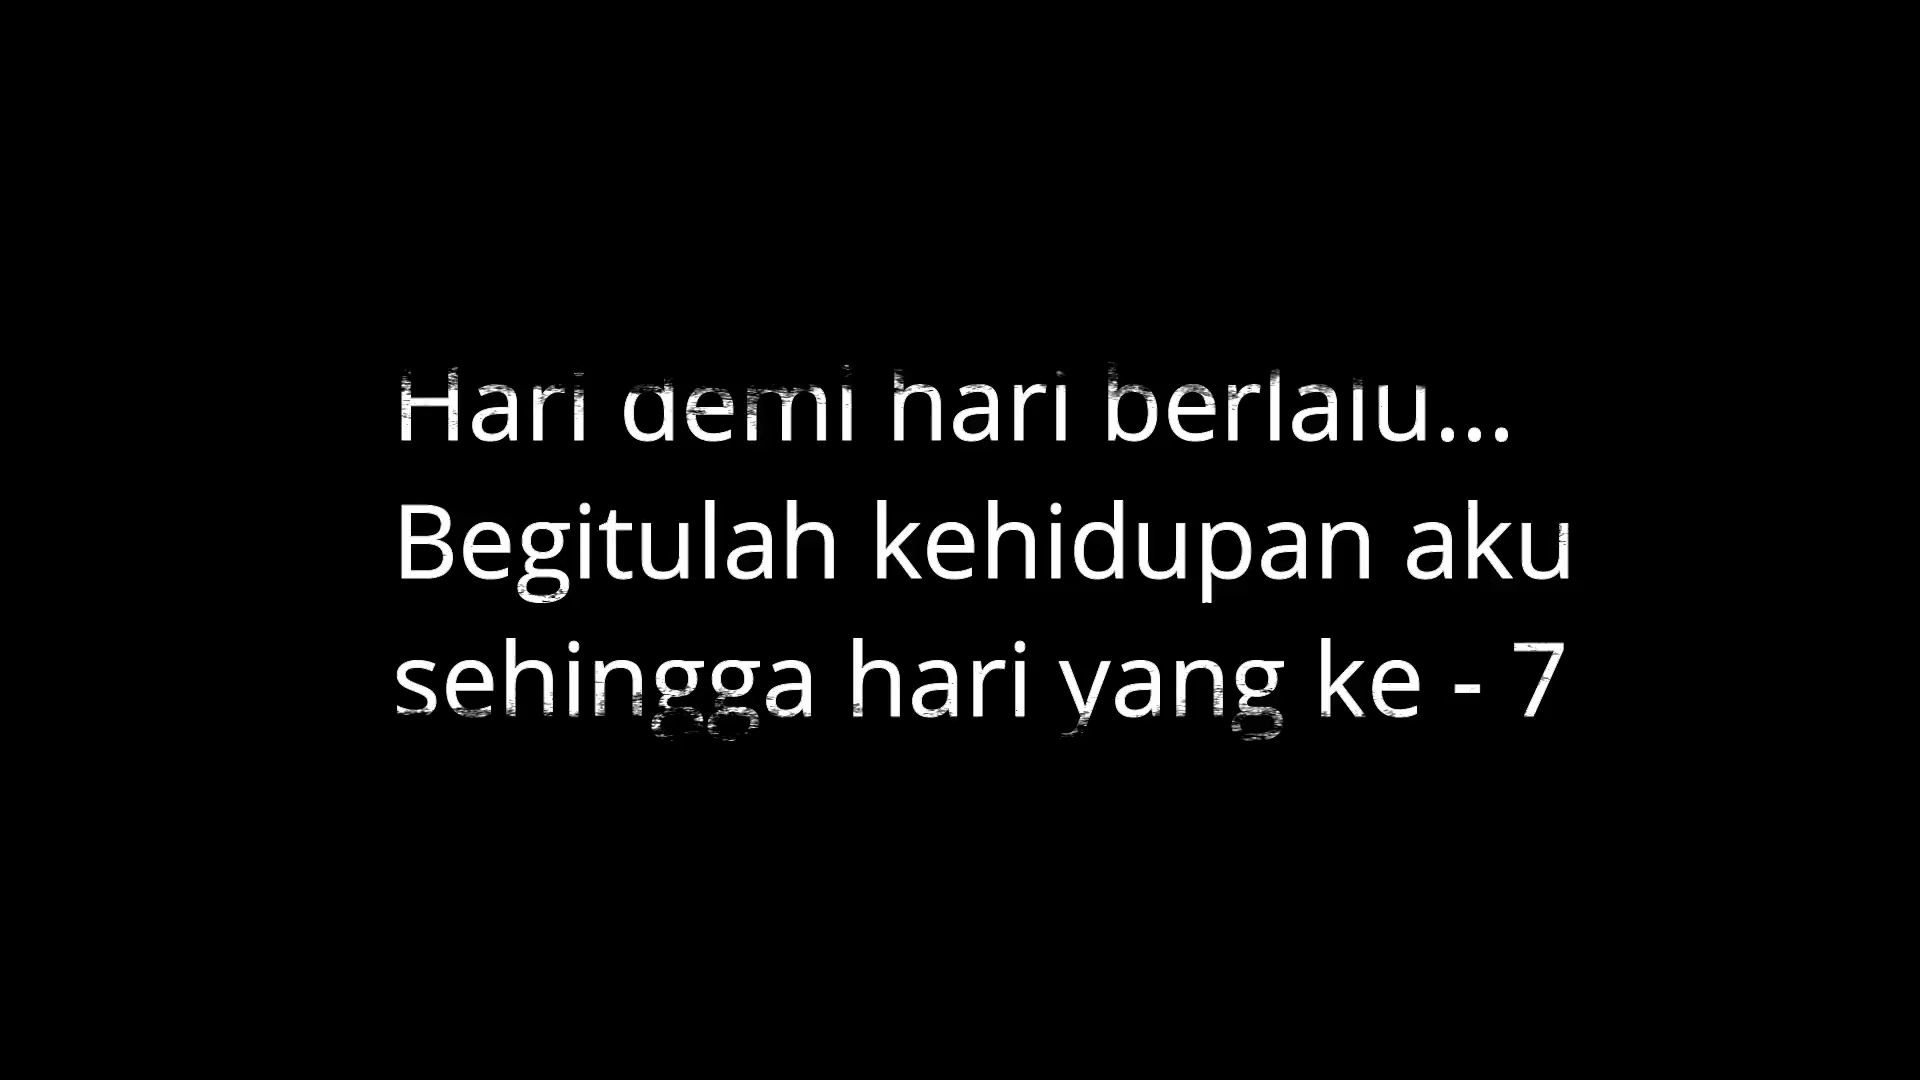 Hari demi hari berlalu...
Begitulah kehidupan aku
sehingga hari yang ke - 7